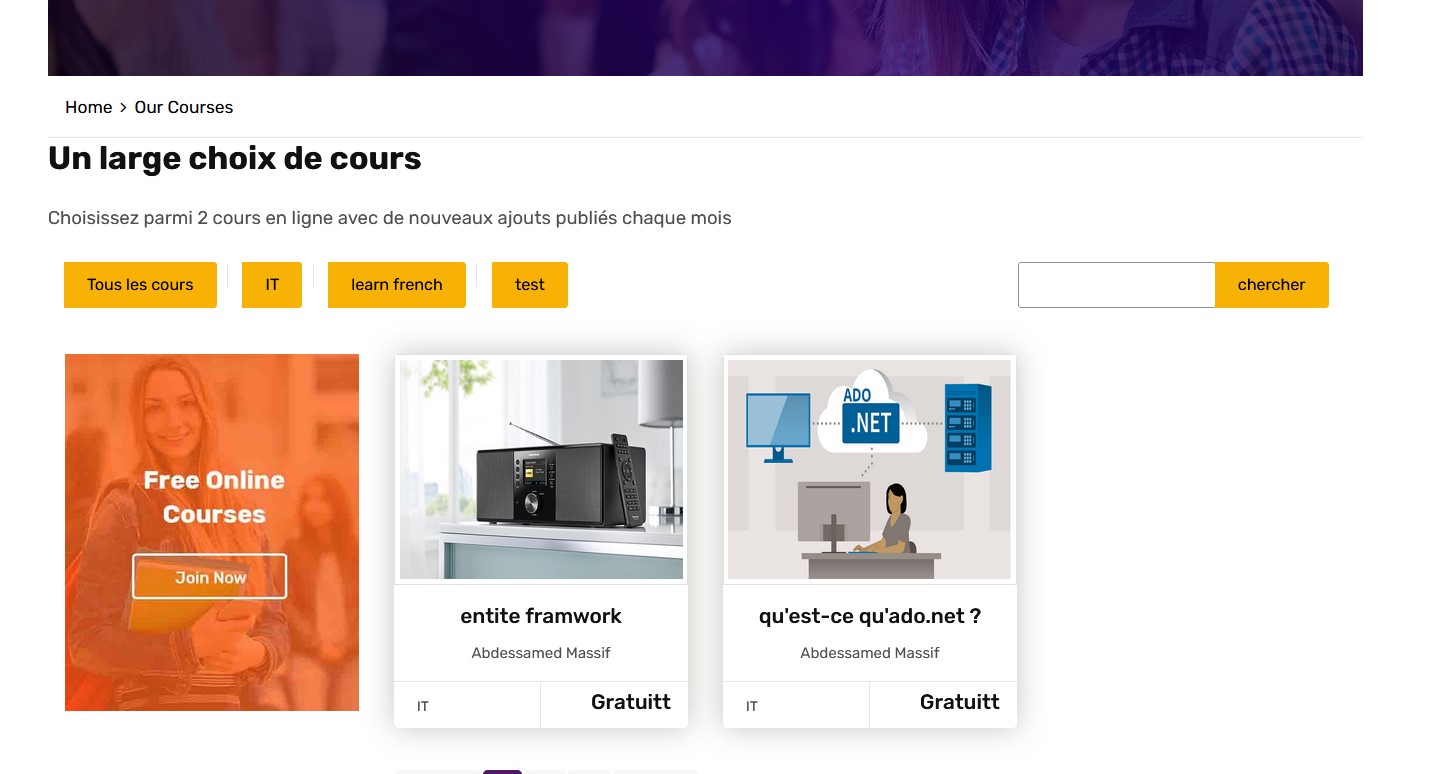 Home > Our Courses
Un large choix de cours
Choisissez parmi 2 cours en ligne avec de nouveaux ajouts publiés chaque mois
Tous les cours
IT
learn french
test
chercher
Free Online
Courses
Join Now
ADO
.NET
entite framwork
Abdessamed Massif
IT
Gratuitt
qu'est-ce qu'ado.net ?
Abdessamed Massif
IT
Gratuitt